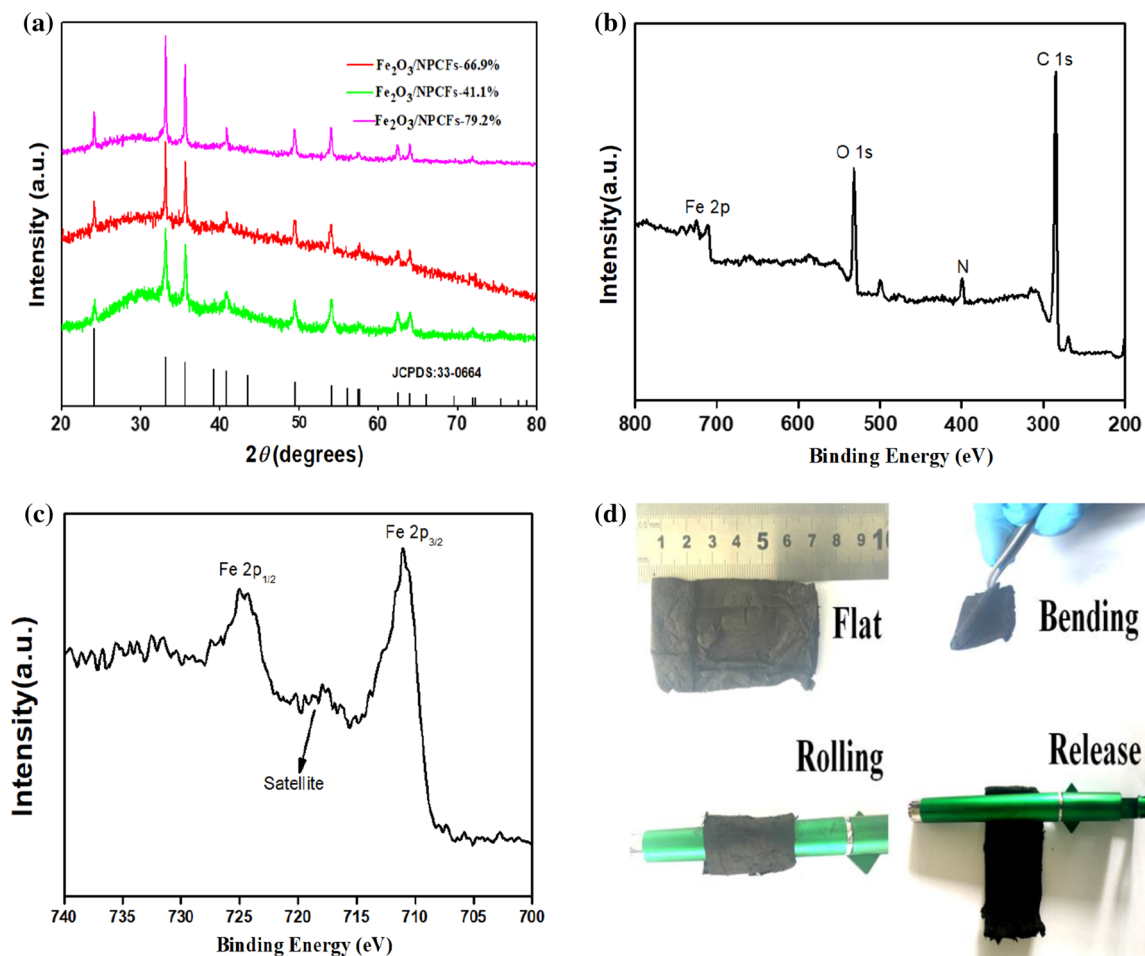 (a)
Intensity (a.u.)
Fe₂O₃/NPCFs-66.9%
Fe₂O₃/NPCFs-41.1%
Fe₂O₃/NPCFs-79.2%
JCPDS:33-0664
20 30 40 50 60 70 80
2θ (degrees)
(b)
Intensity(a.u.)
Fe 2p
O 1s
N
C 1s
800 700 600 500 400 300 200
Binding Energy (eV)
(c)
Intensity(a.u.)
Fe 2p₁/₂
Fe 2p₃/₂
Satellite
740 735 730 725 720 715 710 705 700
Binding Energy (eV)
(d)
1 2 3 4 5 6 7 8 9 10
Flat
Bending
Rolling
Release